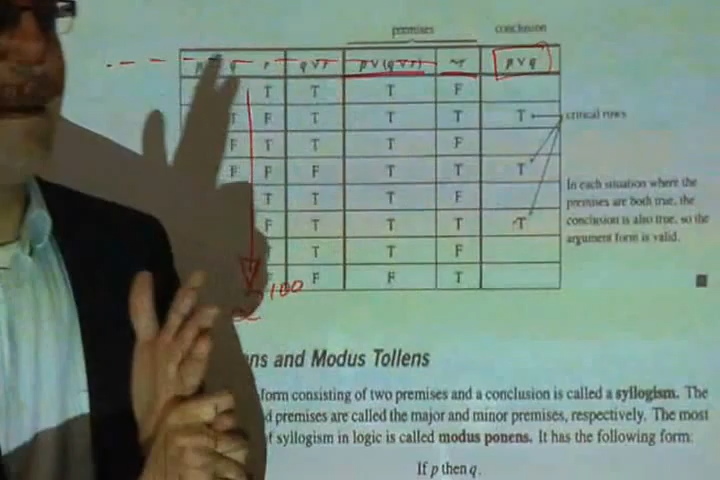 premises conclusion
p q r q ∨ r p ∨ (q ∨ r) ~r p ∨ q
T T T F
T F T T T T critical rows
F T T T F
F F F T T T
T T T F
F T T T T
T T F
F F F T
In each situation where the
premises are both true, the
conclusion is also true, so the
argument form is valid.
2^100
ens and Modus Tollens
form consisting of two premises and a conclusion is called a syllogism. The
d premises are called the major and minor premises, respectively. The most
f syllogism in logic is called modus ponens. It has the following form:
If p then q.